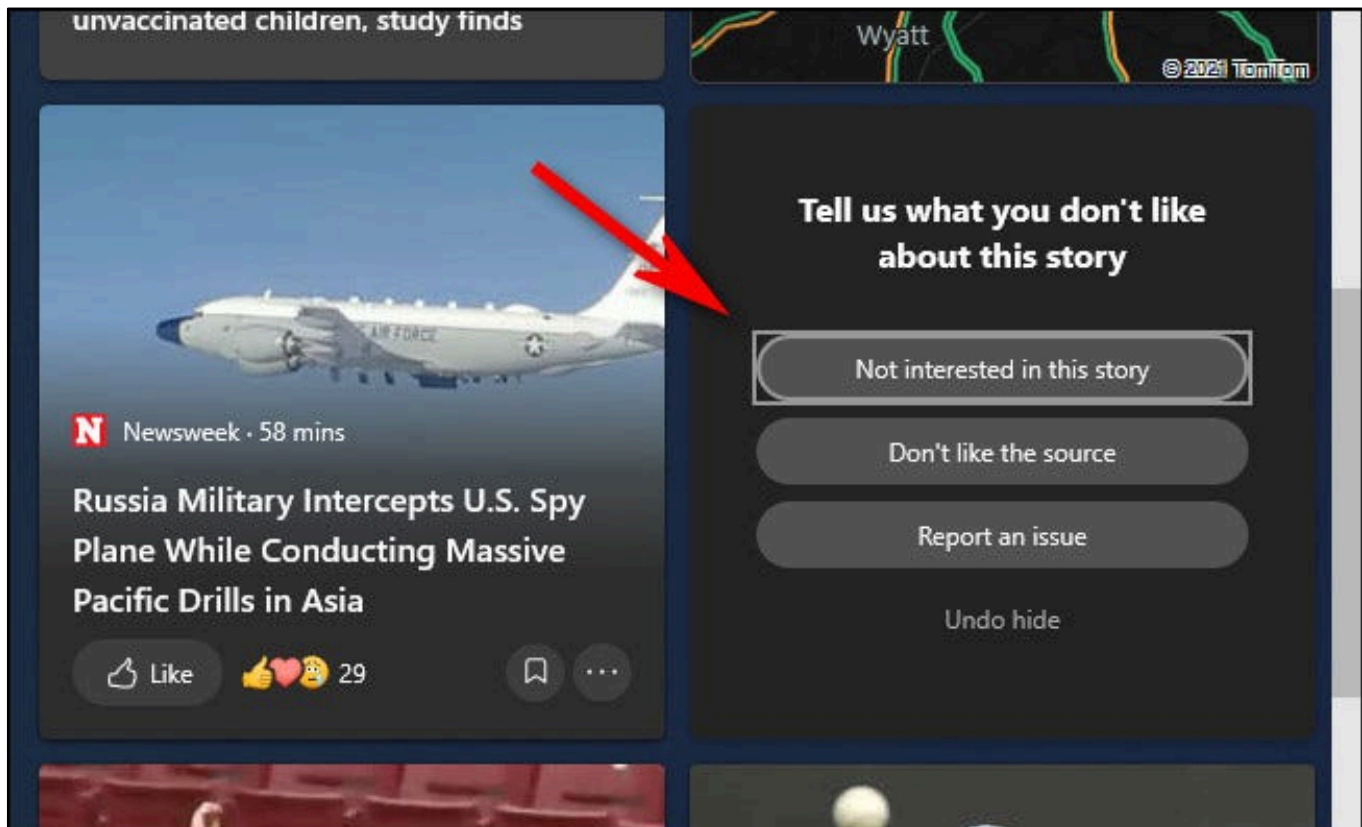 unvaccinated children, study finds
Wyatt
© 2021 TomTom
AIR FORCE
N Newsweek · 58 mins
Russia Military Intercepts U.S. Spy
Plane While Conducting Massive
Pacific Drills in Asia
Like
29
Tell us what you don't like
about this story
Not interested in this story
Don't like the source
Report an issue
Undo hide